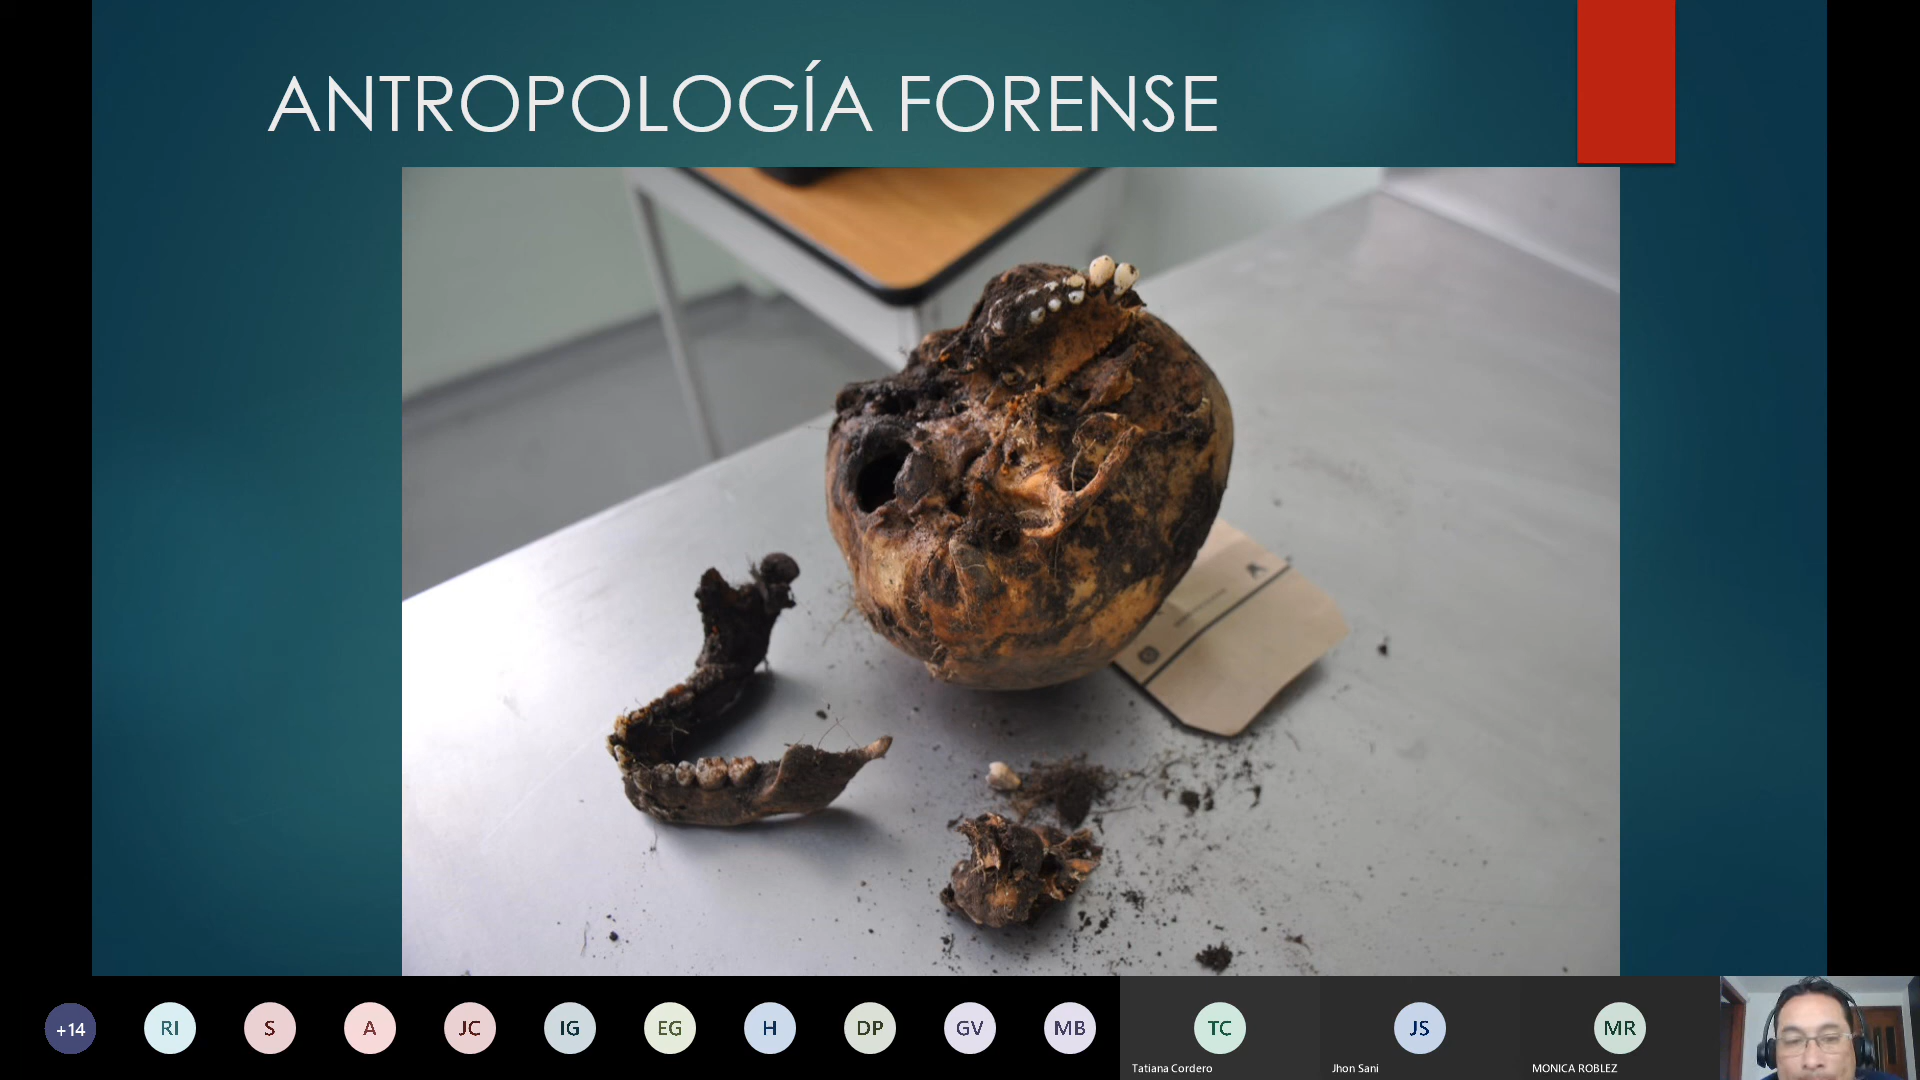 ANTROPOLOGÍA FORENSE
+14
RI
S
A
JC
IG
EG
H
DP
GV
MB
TC
Tatiana Cordero
JS
Jhon Sani
MR
MONICA ROBLEZ